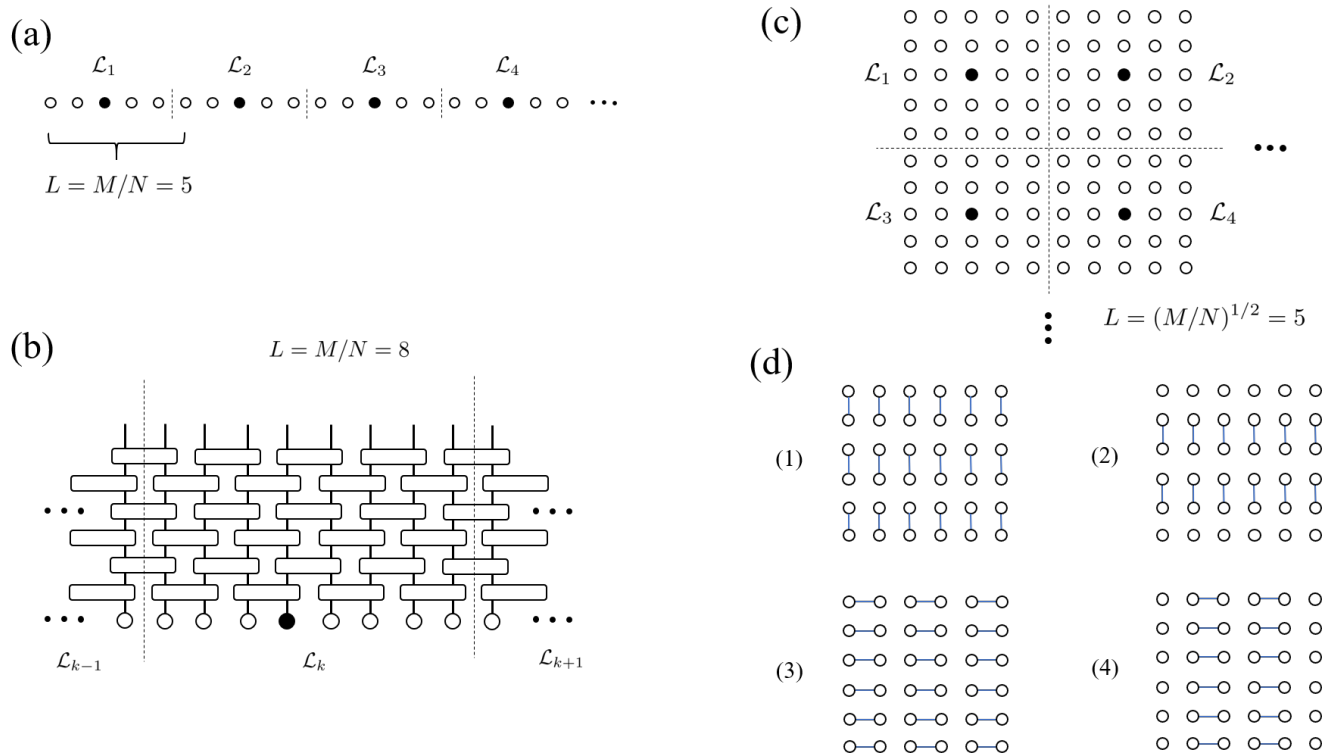 (a)
ℒ₁ ℒ₂ ℒ₃ ℒ₄
...
L = M/N = 5
(b)
L = M/N = 8
... ...
... ...
ℒₖ₋₁ ℒₖ ℒₖ₊₁
(c)
ℒ₁ ℒ₂
...
ℒ₃ ℒ₄
⋮
L = (M/N)^{1/2} = 5
(d)
(1) (2)
(3) (4)